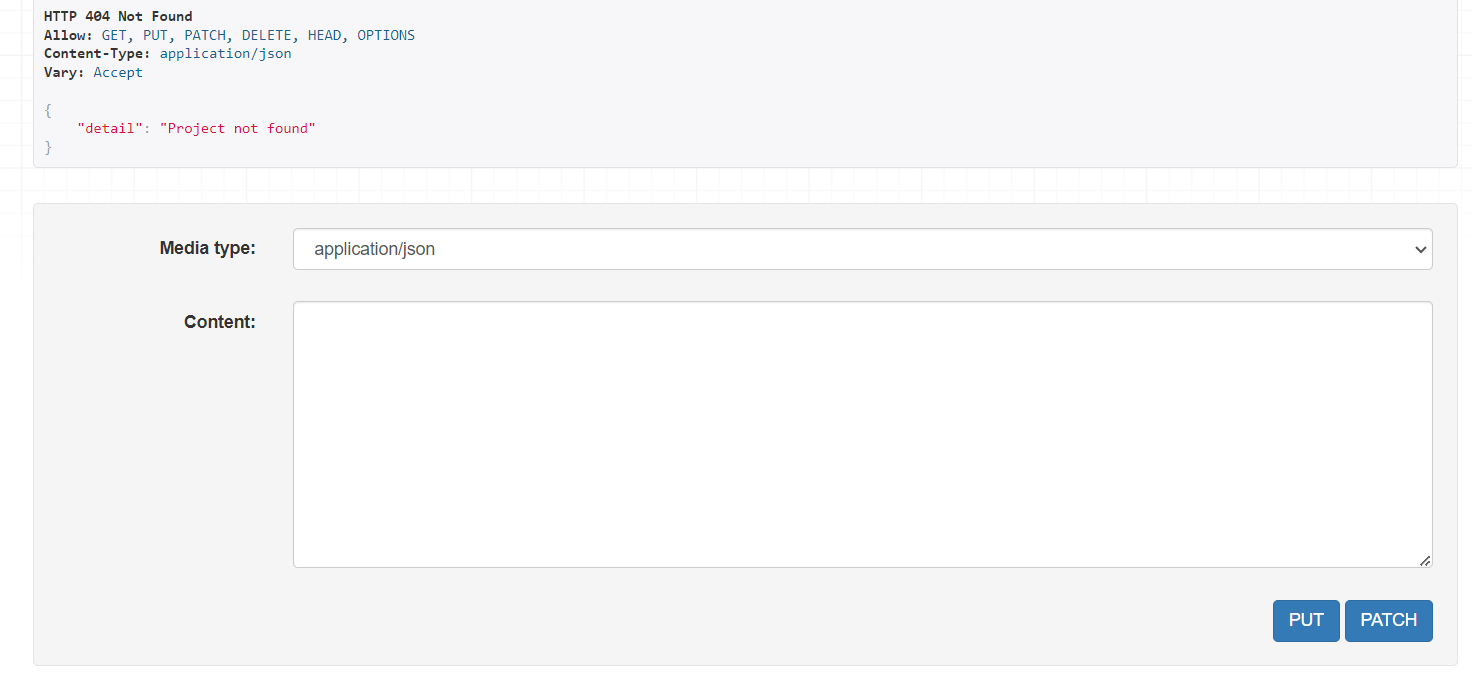 HTTP 404 Not Found
Allow: GET, PUT, PATCH, DELETE, HEAD, OPTIONS
Content-Type: application/json
Vary: Accept
{
    "detail": "Project not found"
}
Media type: application/json
Content:
PUT PATCH